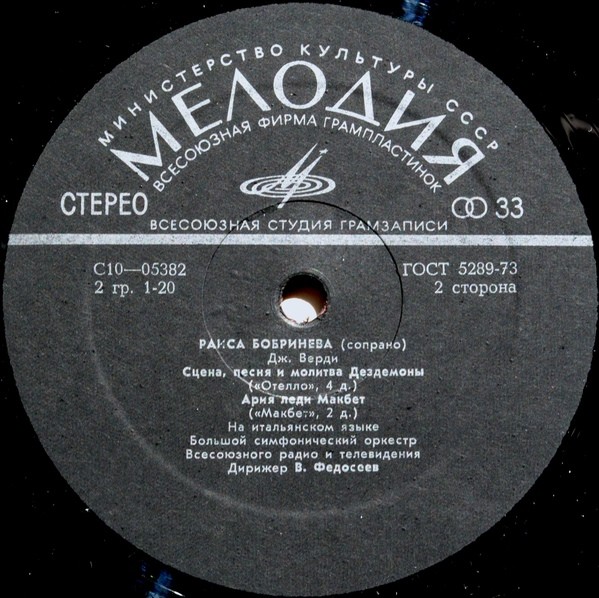 МИНИСТЕРСТВО КУЛЬТУРЫ СССР
МЕЛОДИЯ
ВСЕСОЮЗНАЯ ФИРМА ГРАМПЛАСТИНОК
СТЕРЕО 33
ВСЕСОЮЗНАЯ СТУДИЯ ГРАМЗАПИСИ
С10—05382 ГОСТ 5289-73
2 гр. 1-20 2 сторона
РАИСА БОБРИНЕВА (сопрано)
Дж. Верди
Сцена, песня и молитва Дездемоны
(«Отелло», 4 д.)
Ария леди Макбет
(«Макбет», 2 д.)
На итальянском языке
Большой симфонический оркестр
Всесоюзного радио и телевидения
Дирижер В. Федосеев